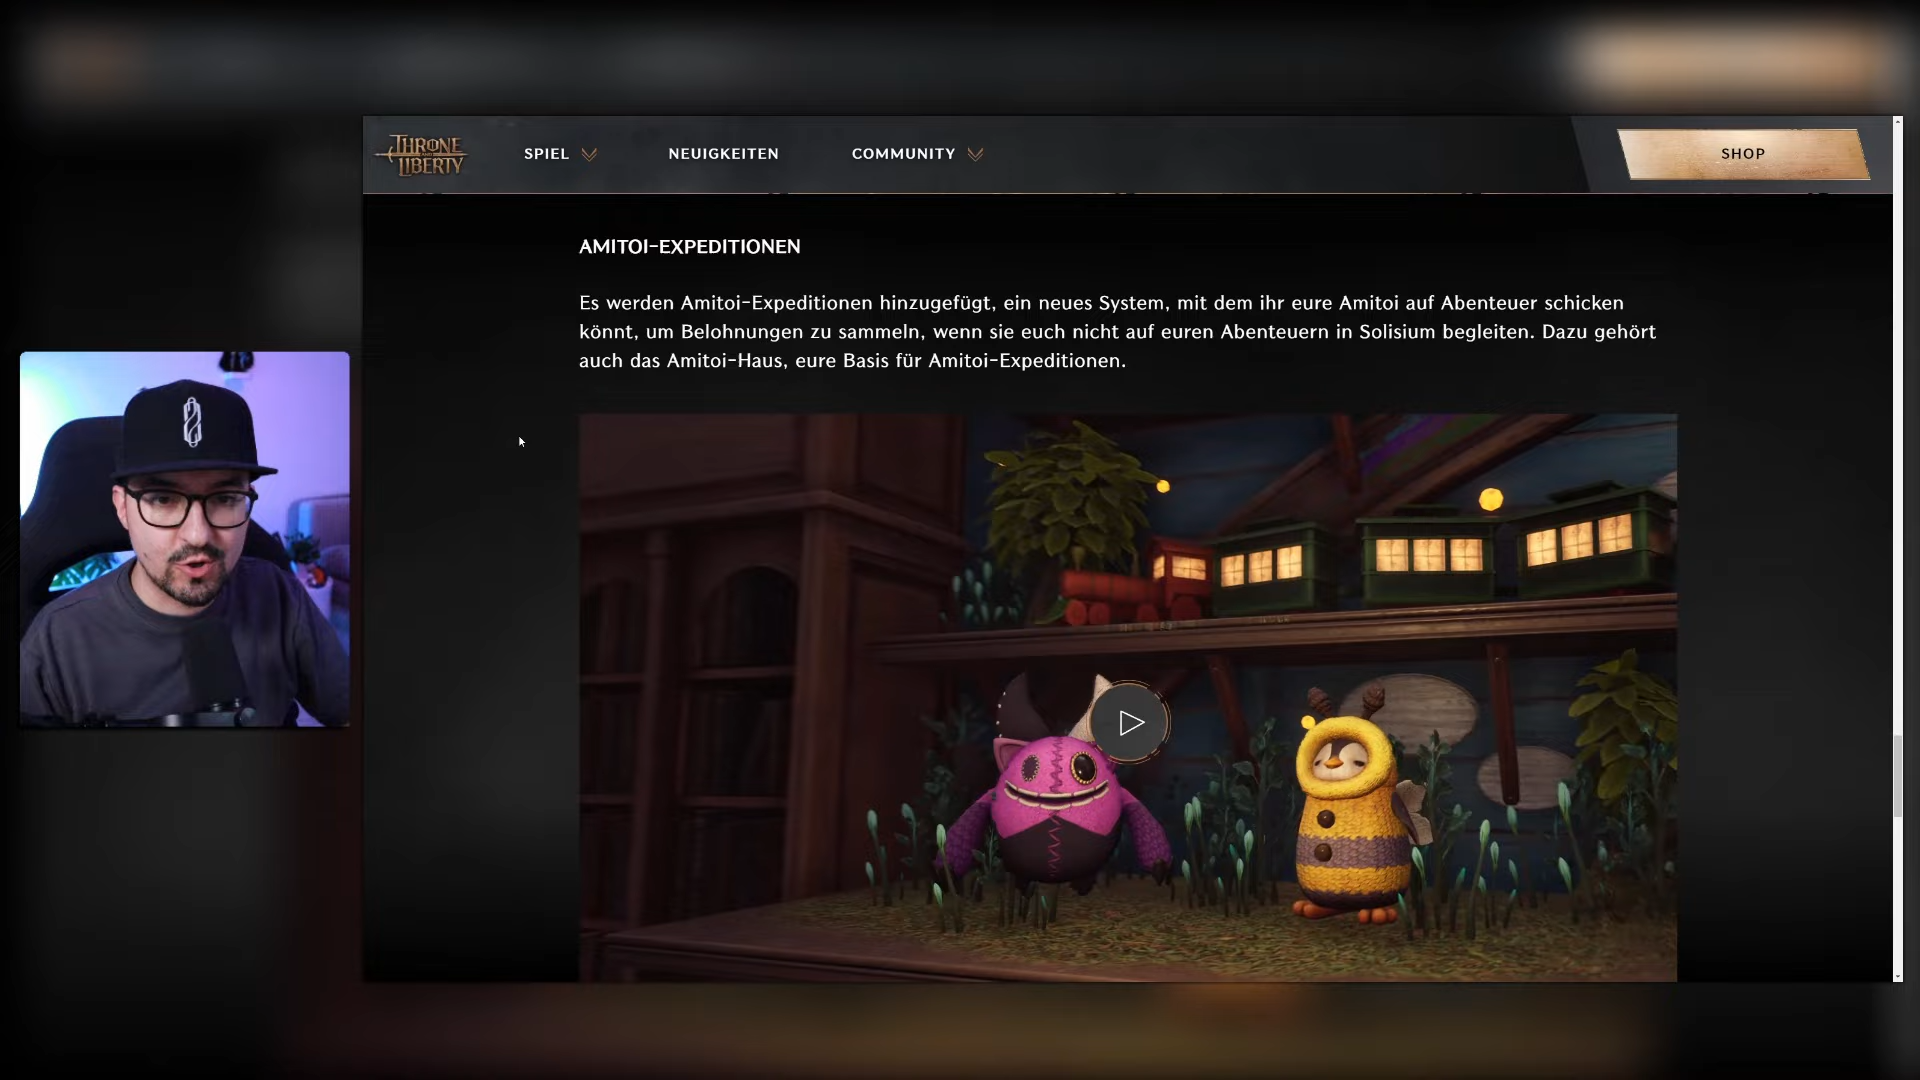 THRONE
AND
LIBERTY
SPIEL
NEUIGKEITEN
COMMUNITY
SHOP
AMITOI-EXPEDITIONEN
Es werden Amitoi-Expeditionen hinzugefügt, ein neues System, mit dem ihr eure Amitoi auf Abenteuer schicken
könnt, um Belohnungen zu sammeln, wenn sie euch nicht auf euren Abenteuern in Solisium begleiten. Dazu gehört
auch das Amitoi-Haus, eure Basis für Amitoi-Expeditionen.